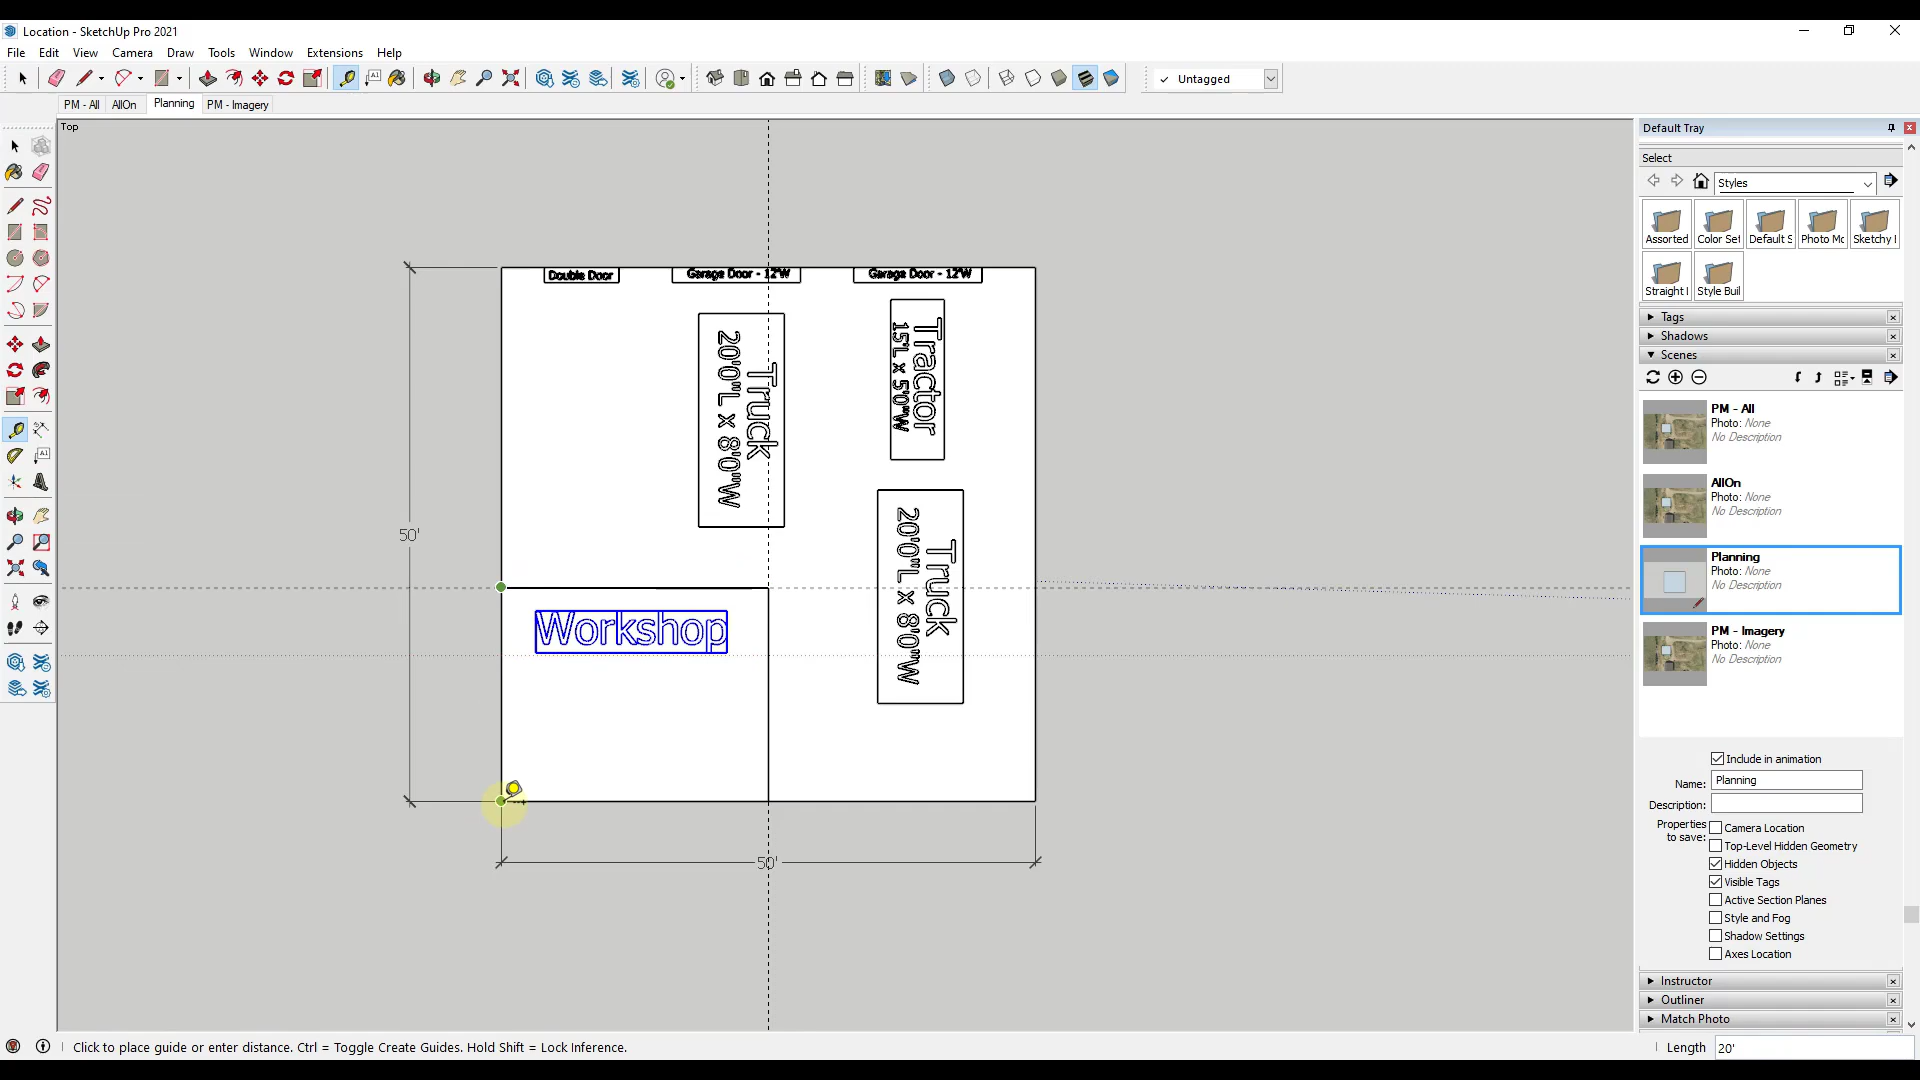 Location - SketchUp Pro 2021
File Edit View Camera Draw Tools Window Extensions Help
A1
Untagged
PM - All AllOn Planning PM - Imagery
Top
Double Door
Garage Door - 12'W
Garage Door - 12'W
Truck
20'0"L x 8'0"W
Tractor
15'L x 5'0"W
Truck
20'0"L x 8'0"W
Workshop
50'
50'
A1
Default Tray
Select
Styles
Assorted Color Set Default S Photo Mo Sketchy I
Straight I Style Buil
Tags
Shadows
Scenes
PM - All
Photo: None
No Description
AllOn
Photo: None
No Description
Planning
Photo: None
No Description
PM - Imagery
Photo: None
No Description
Include in animation
Name: Planning
Description:
Properties
to save:
Camera Location
Top-Level Hidden Geometry
Hidden Objects
Visible Tags
Active Section Planes
Style and Fog
Shadow Settings
Axes Location
Instructor
Outliner
Match Photo
Click to place guide or enter distance. Ctrl = Toggle Create Guides. Hold Shift = Lock Inference.
Length 20'